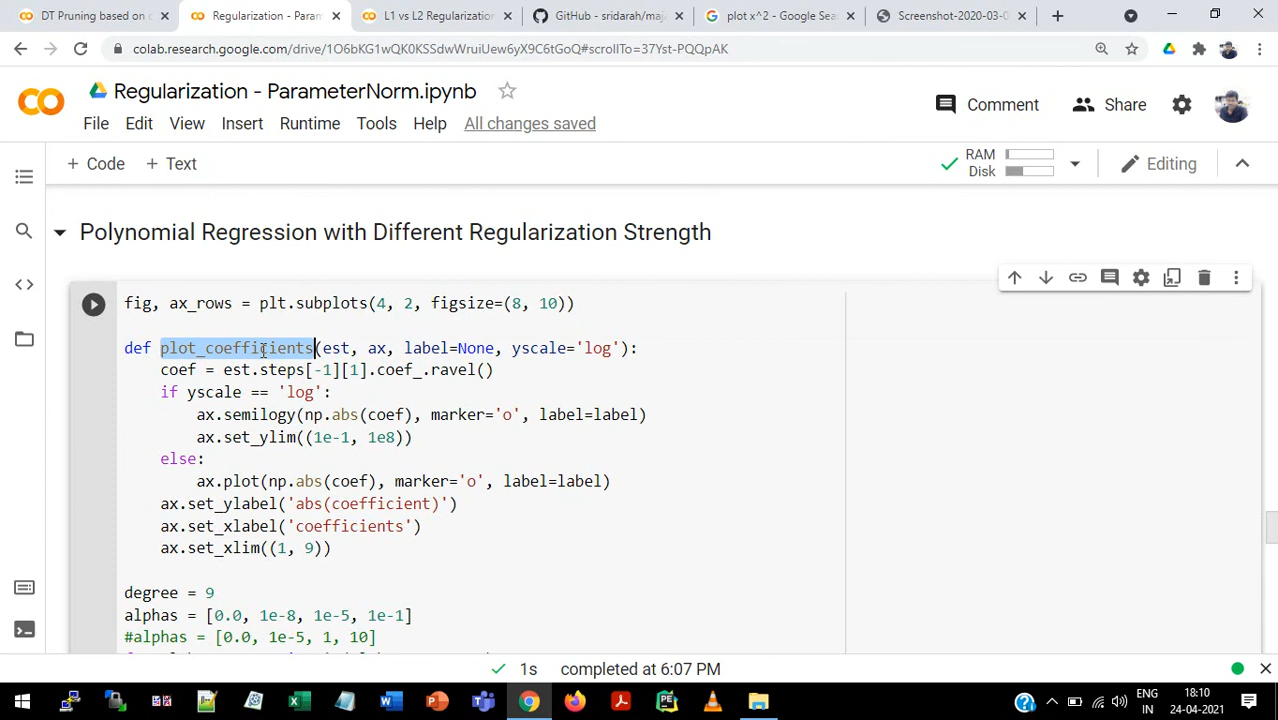 DT Pruning based on c
Regularization - Param
L1 vs L2 Regularization
GitHub - sridarah/maj
plot x^2 - Google Sea
Screenshot-2020-03-0
colab.research.google.com/drive/1O6bKG1wQK0KSSdwWruiUew6yX9C6tGoQ#scrollTo=37Yst-PQQpAK
Regularization - ParameterNorm.ipynb
Comment
Share
File Edit View Insert Runtime Tools Help All changes saved
+ Code + Text
RAM
Disk
Editing
Polynomial Regression with Different Regularization Strength
fig, ax_rows = plt.subplots(4, 2, figsize=(8, 10))
def plot_coefficients(est, ax, label=None, yscale='log'):
coef = est.steps[-1][1].coef_.ravel()
if yscale == 'log':
ax.semilogy(np.abs(coef), marker='o', label=label)
ax.set_ylim((1e-1, 1e8))
else:
ax.plot(np.abs(coef), marker='o', label=label)
ax.set_ylabel('abs(coefficient)')
ax.set_xlabel('coefficients')
ax.set_xlim((1, 9))
degree = 9
alphas = [0.0, 1e-8, 1e-5, 1e-1]
#alphas = [0.0, 1e-5, 1, 10]
1s completed at 6:07 PM
ENG
IN
18:10
24-04-2021